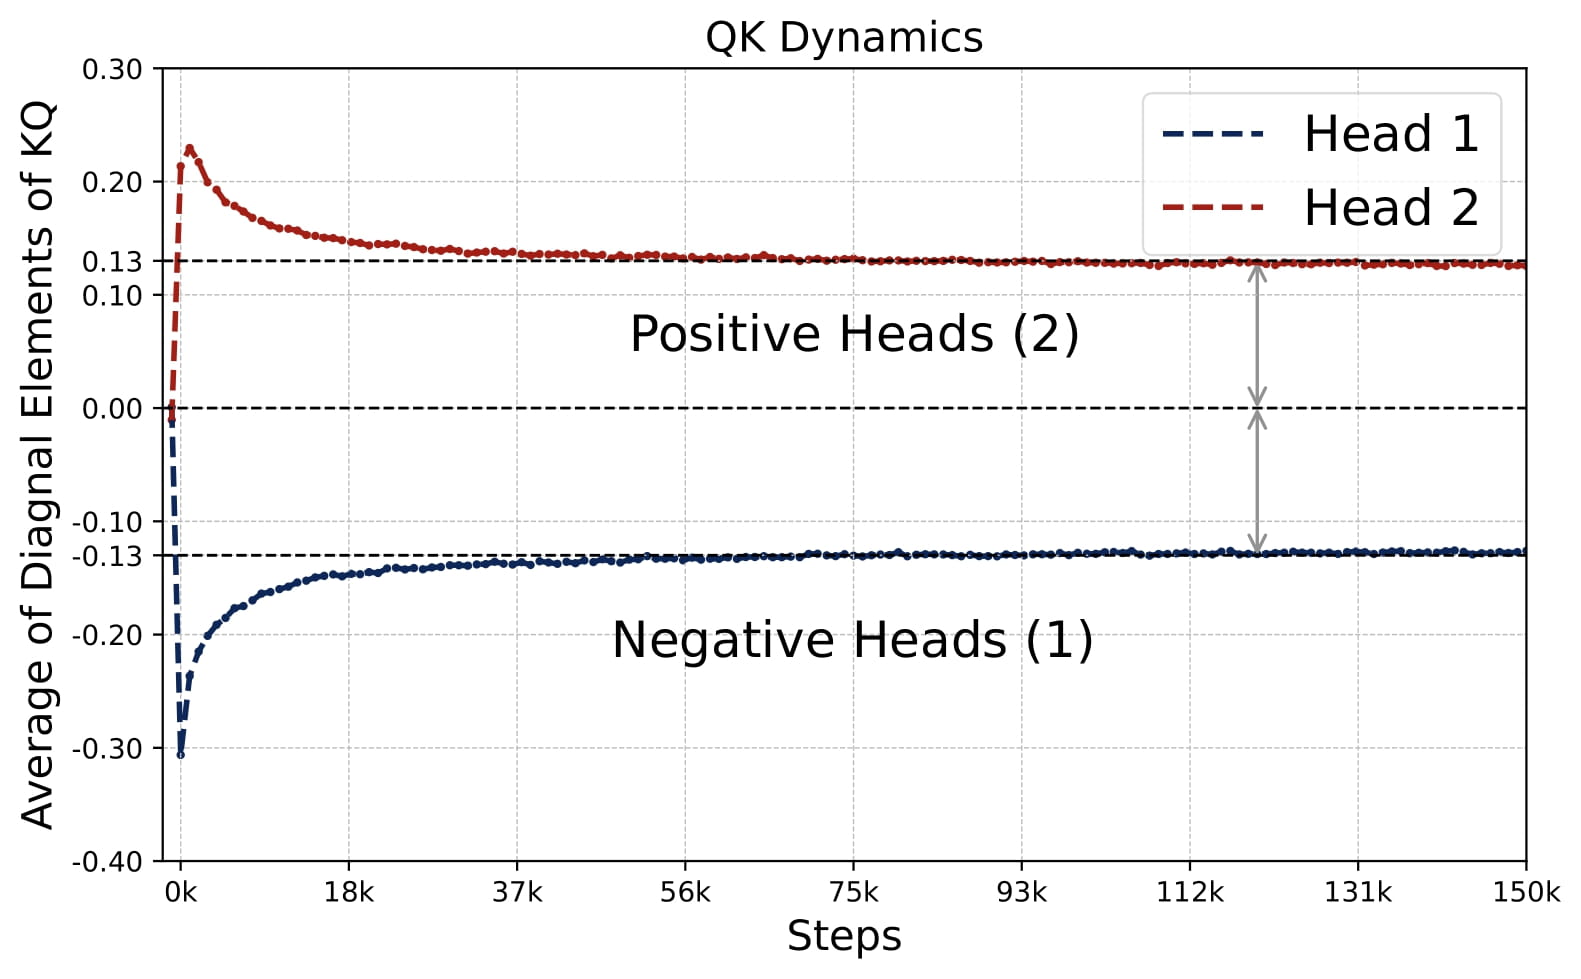 QK Dynamics
Average of Diagnal Elements of KQ
0.30
0.20
0.13
0.10
0.00
-0.10
-0.13
-0.20
-0.30
-0.40
Head 1
Head 2
Positive Heads (2)
Negative Heads (1)
0k 18k 37k 56k 75k 93k 112k 131k 150k
Steps